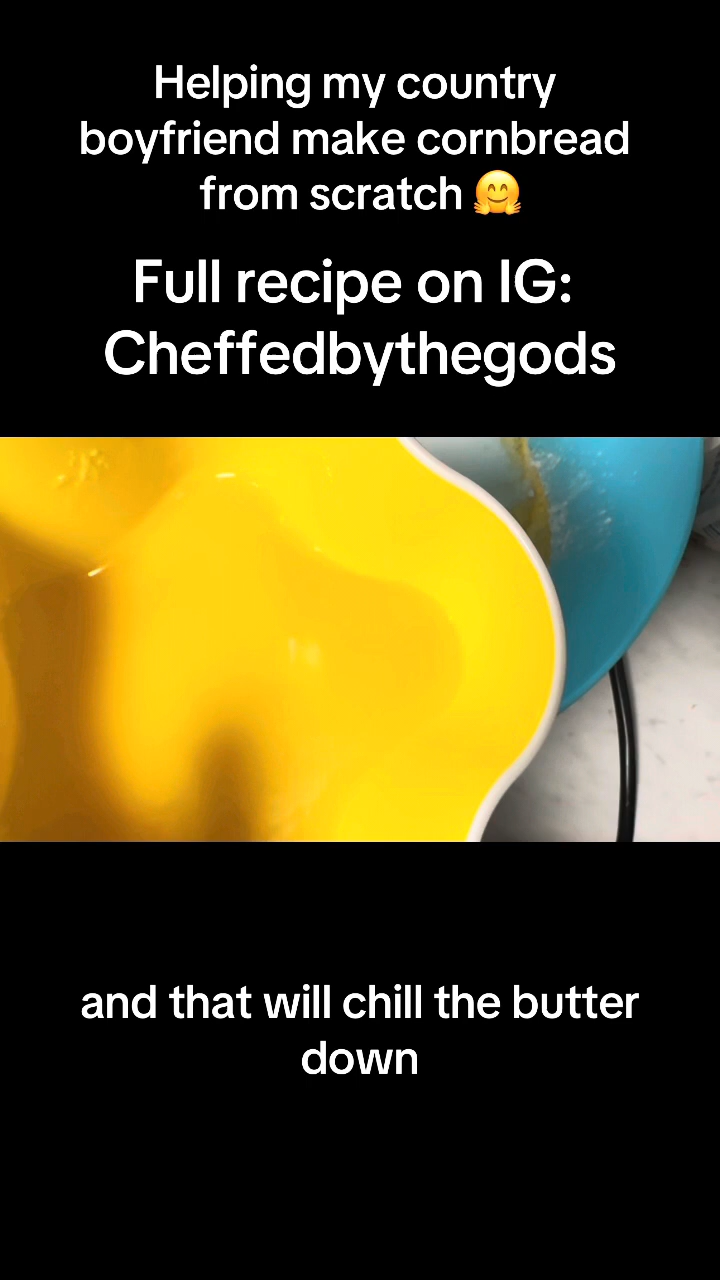 Helping my country
boyfriend make cornbread
from scratch 🤗
Full recipe on IG:
Cheffedbythegods
and that will chill the butter
down